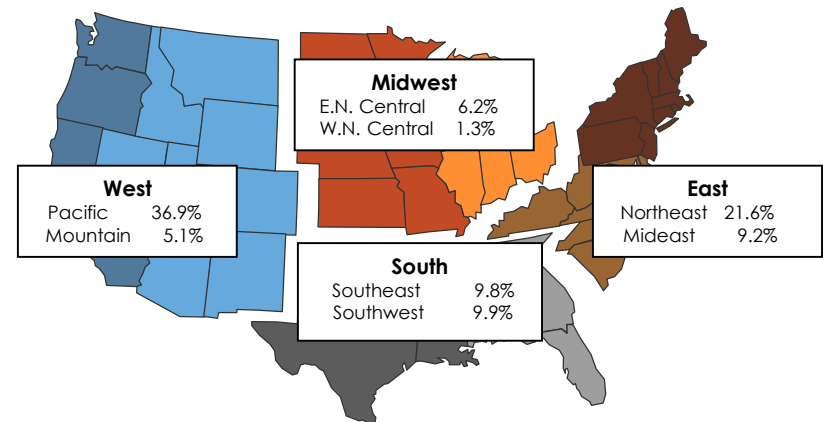 Midwest
E.N. Central 6.2%
W.N. Central 1.3%
West
Pacific 36.9%
Mountain 5.1%
East
Northeast 21.6%
Mideast 9.2%
South
Southeast 9.8%
Southwest 9.9%